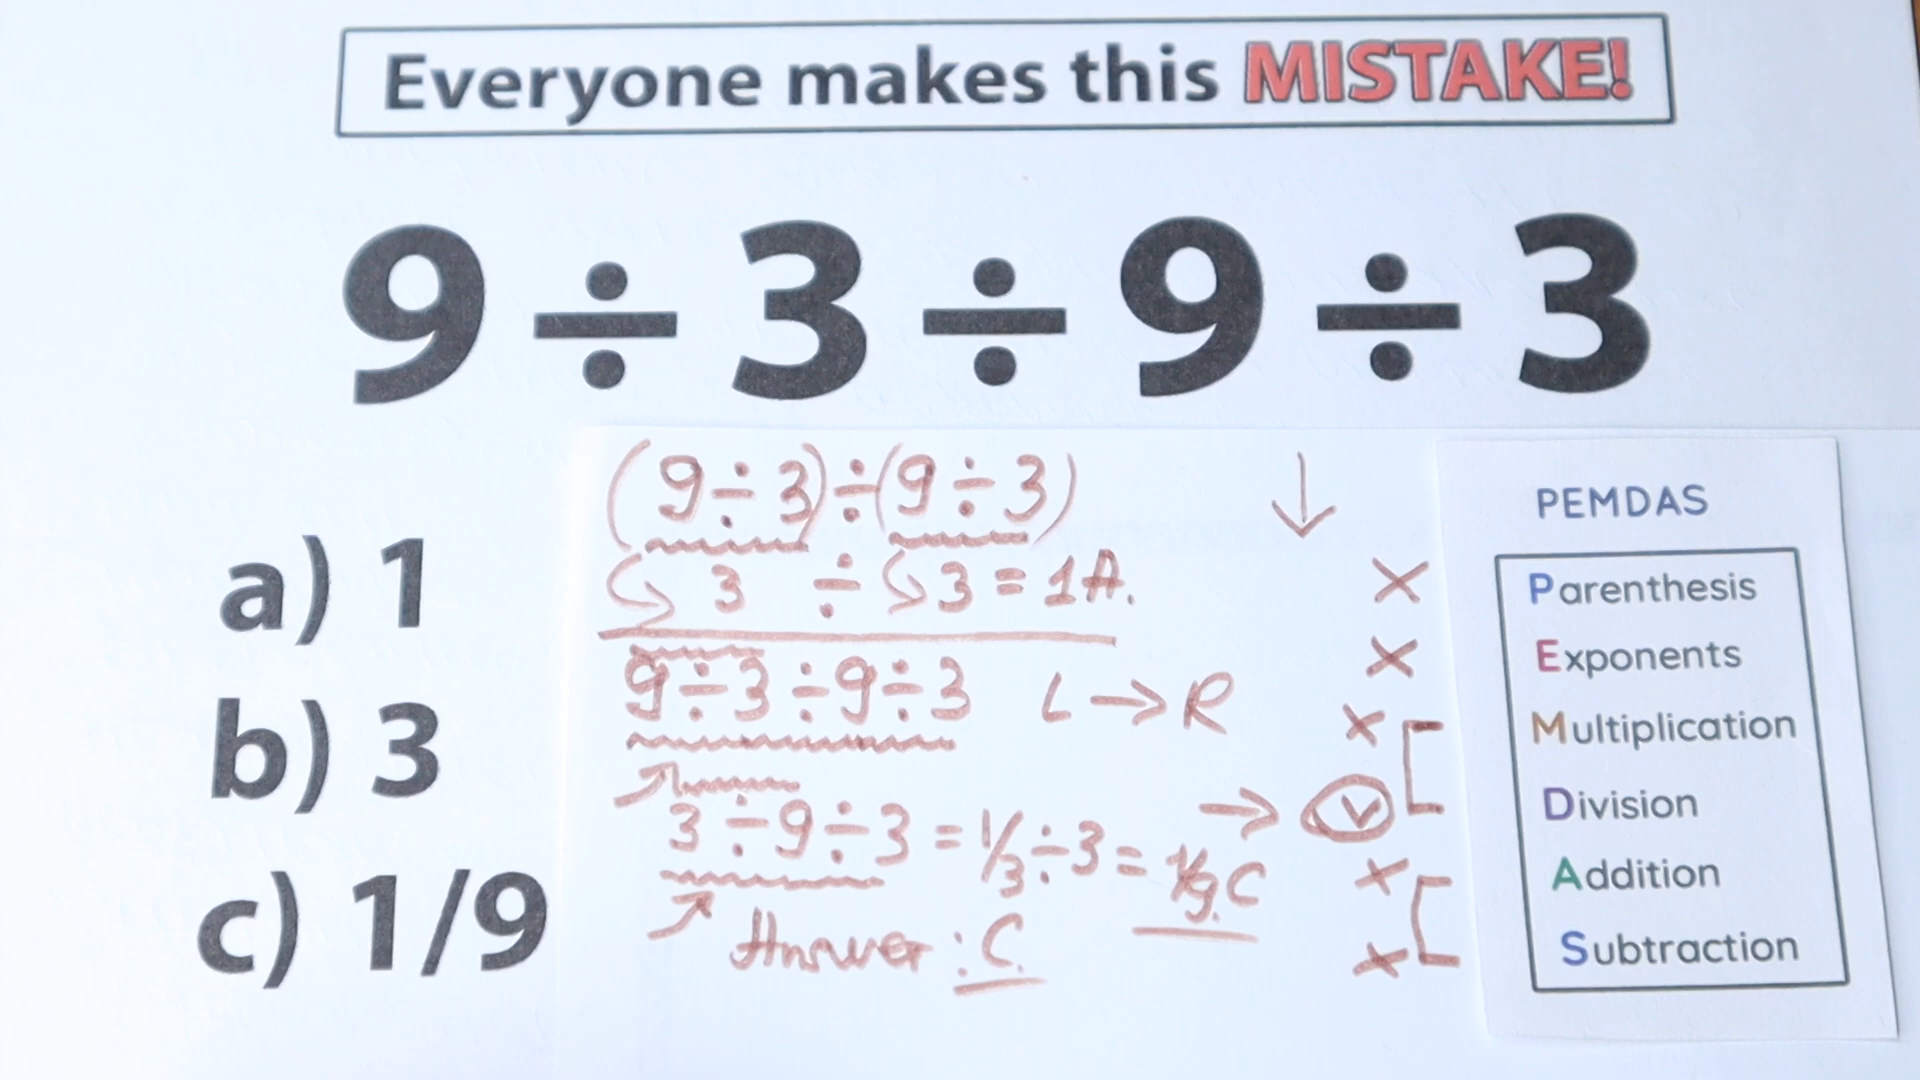 Everyone makes this MISTAKE!
9÷3÷9÷3
a) 1
b) 3
c) 1/9
(9÷3)÷(9÷3)
3 ÷ 3 = 1 A.
9÷3÷9÷3 L → R
3÷9÷3 = 1/3÷3 = 1/9. C
Answer: C.
PEMDAS
Parenthesis
Exponents
Multiplication
Division
Addition
Subtraction